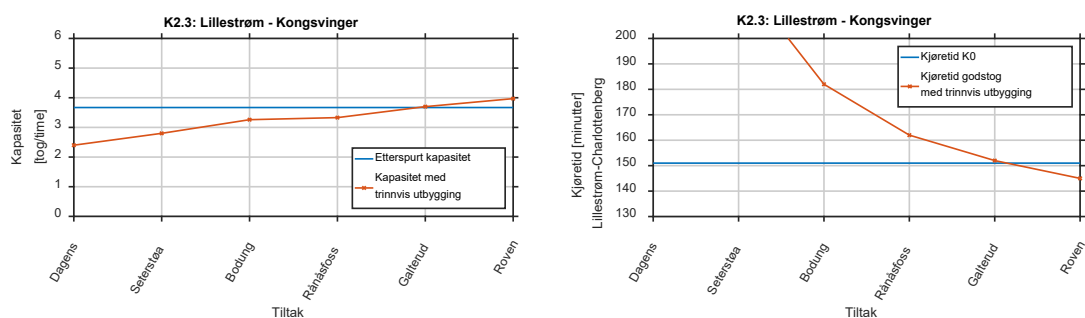 K2.3: Lillestrøm - Kongsvinger
6
5
4
3
2
1
0
Kapasitet
[tog/time]
Etterspurt kapasitet
Kapasitet med
trinnvis utbygging
Dagens
Seterstøa
Bodung
Rånåsfoss
Galterud
Roven
Tiltak
K2.3: Lillestrøm - Kongsvinger
200
190
180
170
160
150
140
130
Kjøretid [minutter]
Lillestrøm-Charlottenberg
Kjøretid K0
Kjøretid godstog
med trinnvis utbygging
Dagens
Seterstøa
Bodung
Rånåsfoss
Galterud
Roven
Tiltak